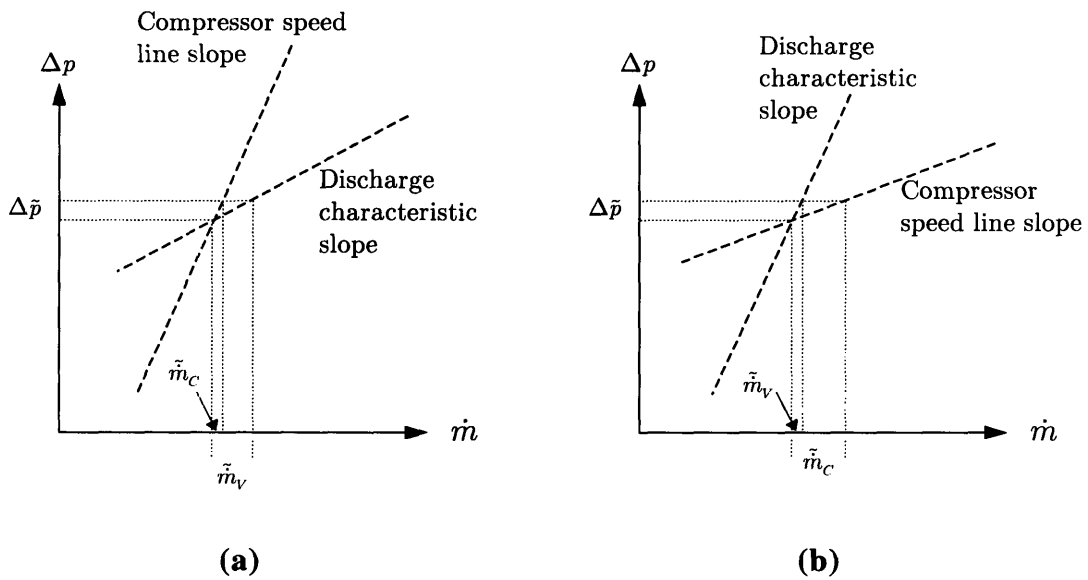 Compressor speed
line slope
Δp
Discharge
characteristic
slope
Δp̃
ṁ̃_C
ṁ
ṁ̃_V
(a)
Discharge
characteristic
slope
Δp
Compressor
speed line slope
Δp̃
ṁ̃_V
ṁ
ṁ̃_C
(b)